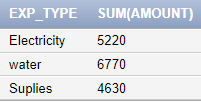 EXP_TYPE SUM(AMOUNT)
Electricity 5220
water 6770
Suplies 4630